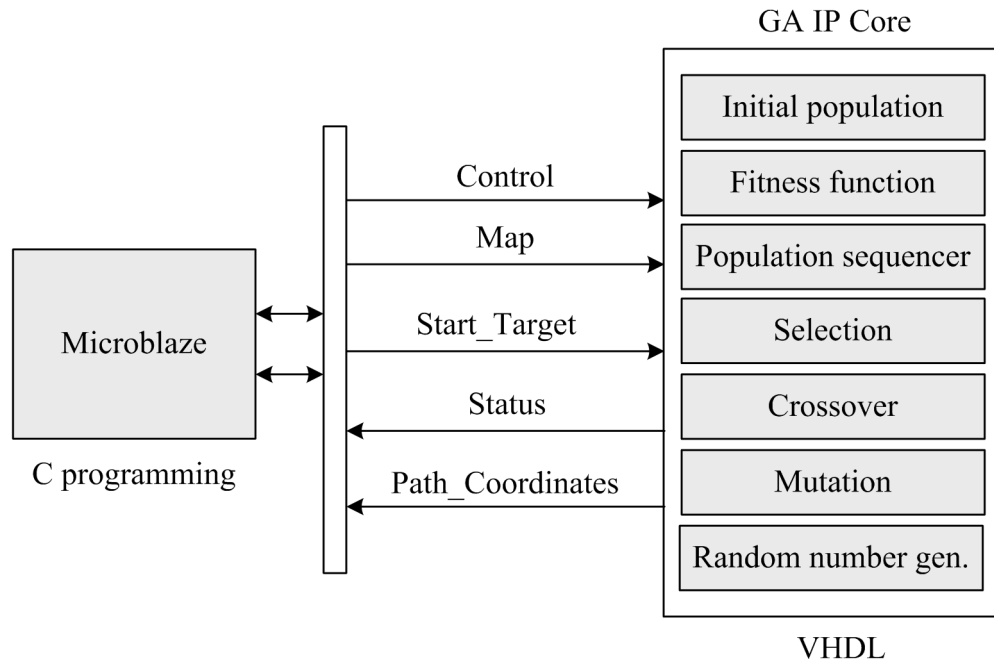 GA IP Core
Initial population
Fitness function
Population sequencer
Selection
Crossover
Mutation
Random number gen.
VHDL
Control
Map
Start_Target
Status
Path_Coordinates
Microblaze
C programming